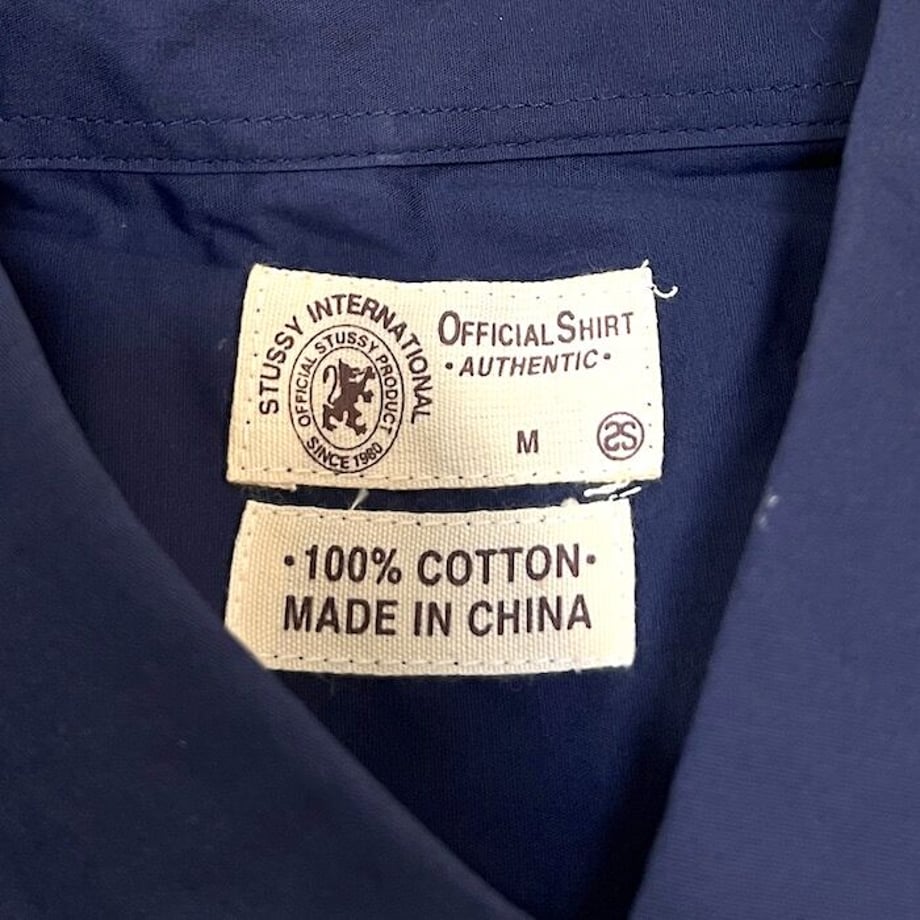 STUSSY INTERNATIONAL
OFFICIAL STUSSY PRODUCT
SINCE 1980
OFFICIAL SHIRT
•AUTHENTIC•
M
SS
•100% COTTON•
MADE IN CHINA